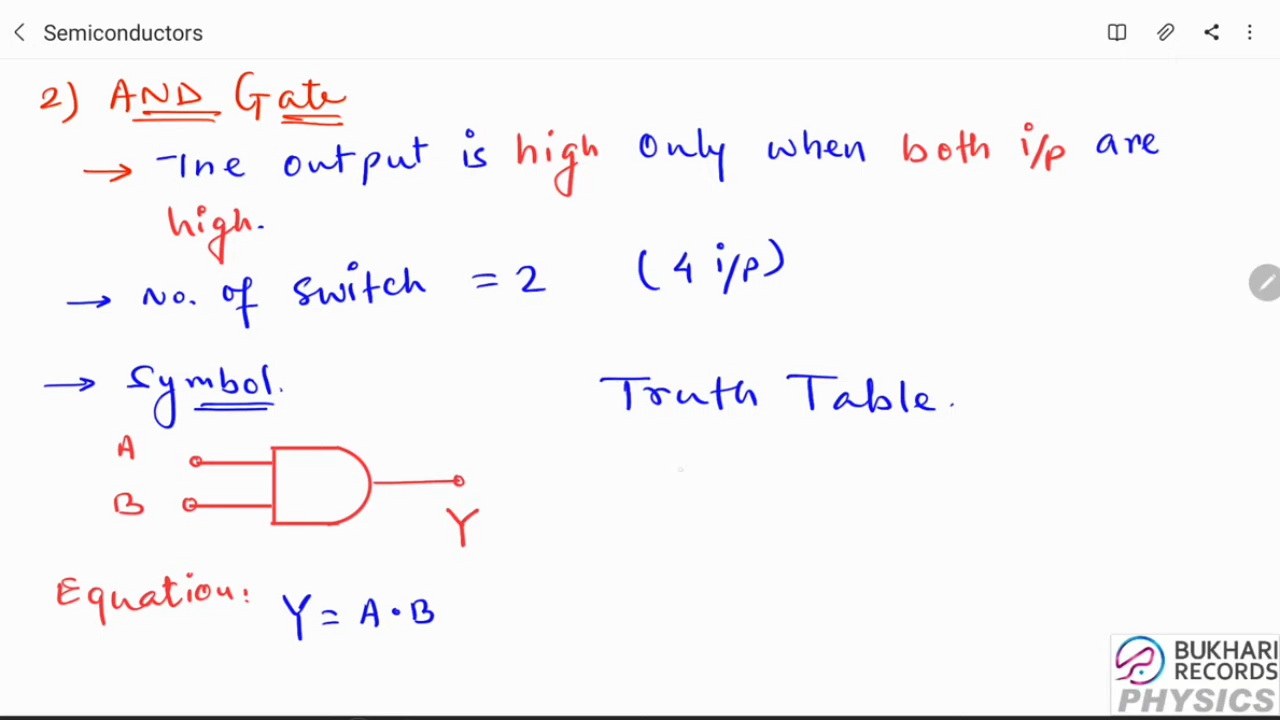 Semiconductors
2) AND Gate
→ The output is high only when both i/p are
high.
→ No. of switch = 2 (4 i/p)
→ Symbol.
Truth Table.
A
B
Y
Equation: Y = A · B
BUKHARI
RECORDS
PHYSICS